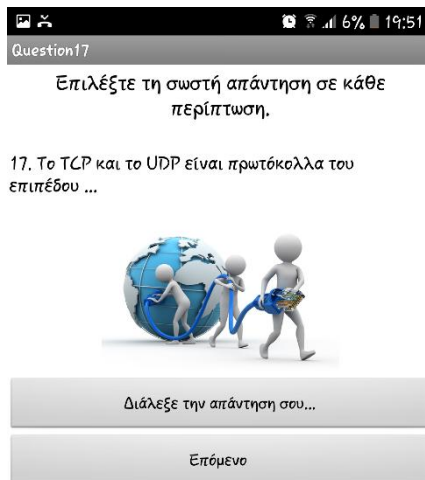 6% 19:51
Question17
Επιλέξτε τη σωστή απάντηση σε κάθε
περίπτωση.
17. Το TCP και το UDP είναι πρωτόκολλα του
επιπέδου ...
Διάλεξε την απάντηση σου...
Επόμενο